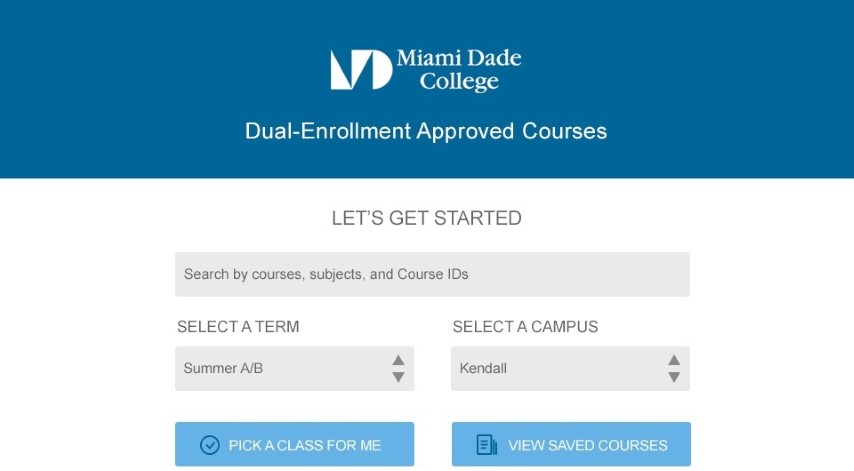 Miami Dade
College
Dual-Enrollment Approved Courses
LET’S GET STARTED
Search by courses, subjects, and Course IDs
SELECT A TERM
SELECT A CAMPUS
Summer A/B
Kendall
PICK A CLASS FOR ME
VIEW SAVED COURSES